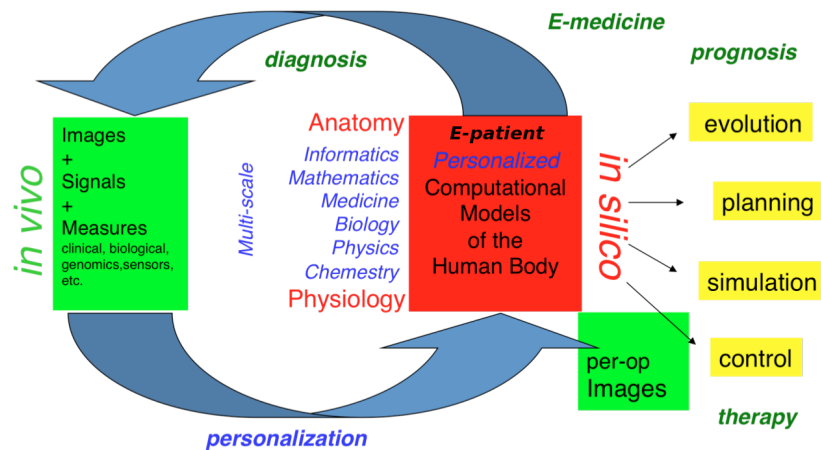 E-medicine
diagnosis
prognosis
in vivo
Images
+
Signals
+
Measures
clinical, biological,
genomics,sensors,
etc.
Multi-scale
Anatomy
Informatics
Mathematics
Medicine
Biology
Physics
Chemestry
Physiology
E-patient
Personalized
Computational
Models
of the
Human Body
in silico
evolution
planning
simulation
control
per-op
Images
therapy
personalization